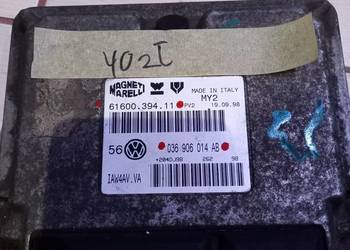 402I
MAGNETI
MARELLI
MADE IN ITALY
MY2
61600.394.11 PV2 19.09.98
56 036 906 014 AB
+204DJ9B 262 98
IAW4AV.VA